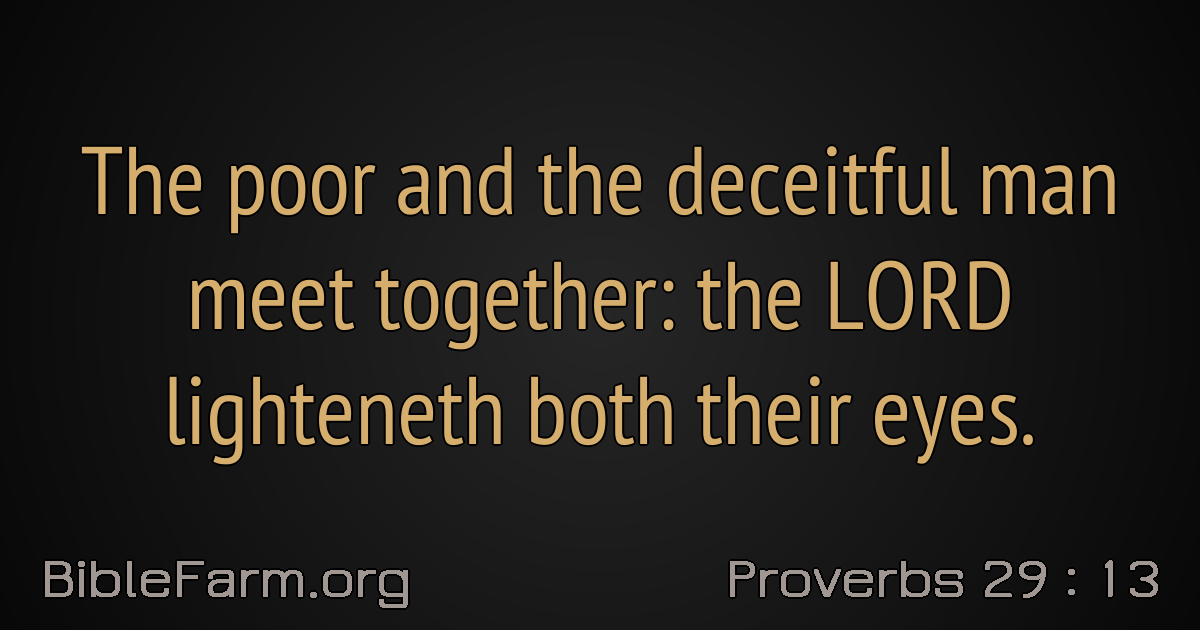 The poor and the deceitful man
meet together: the LORD
lighteneth both their eyes.
BibleFarm.org
Proverbs 29 : 13